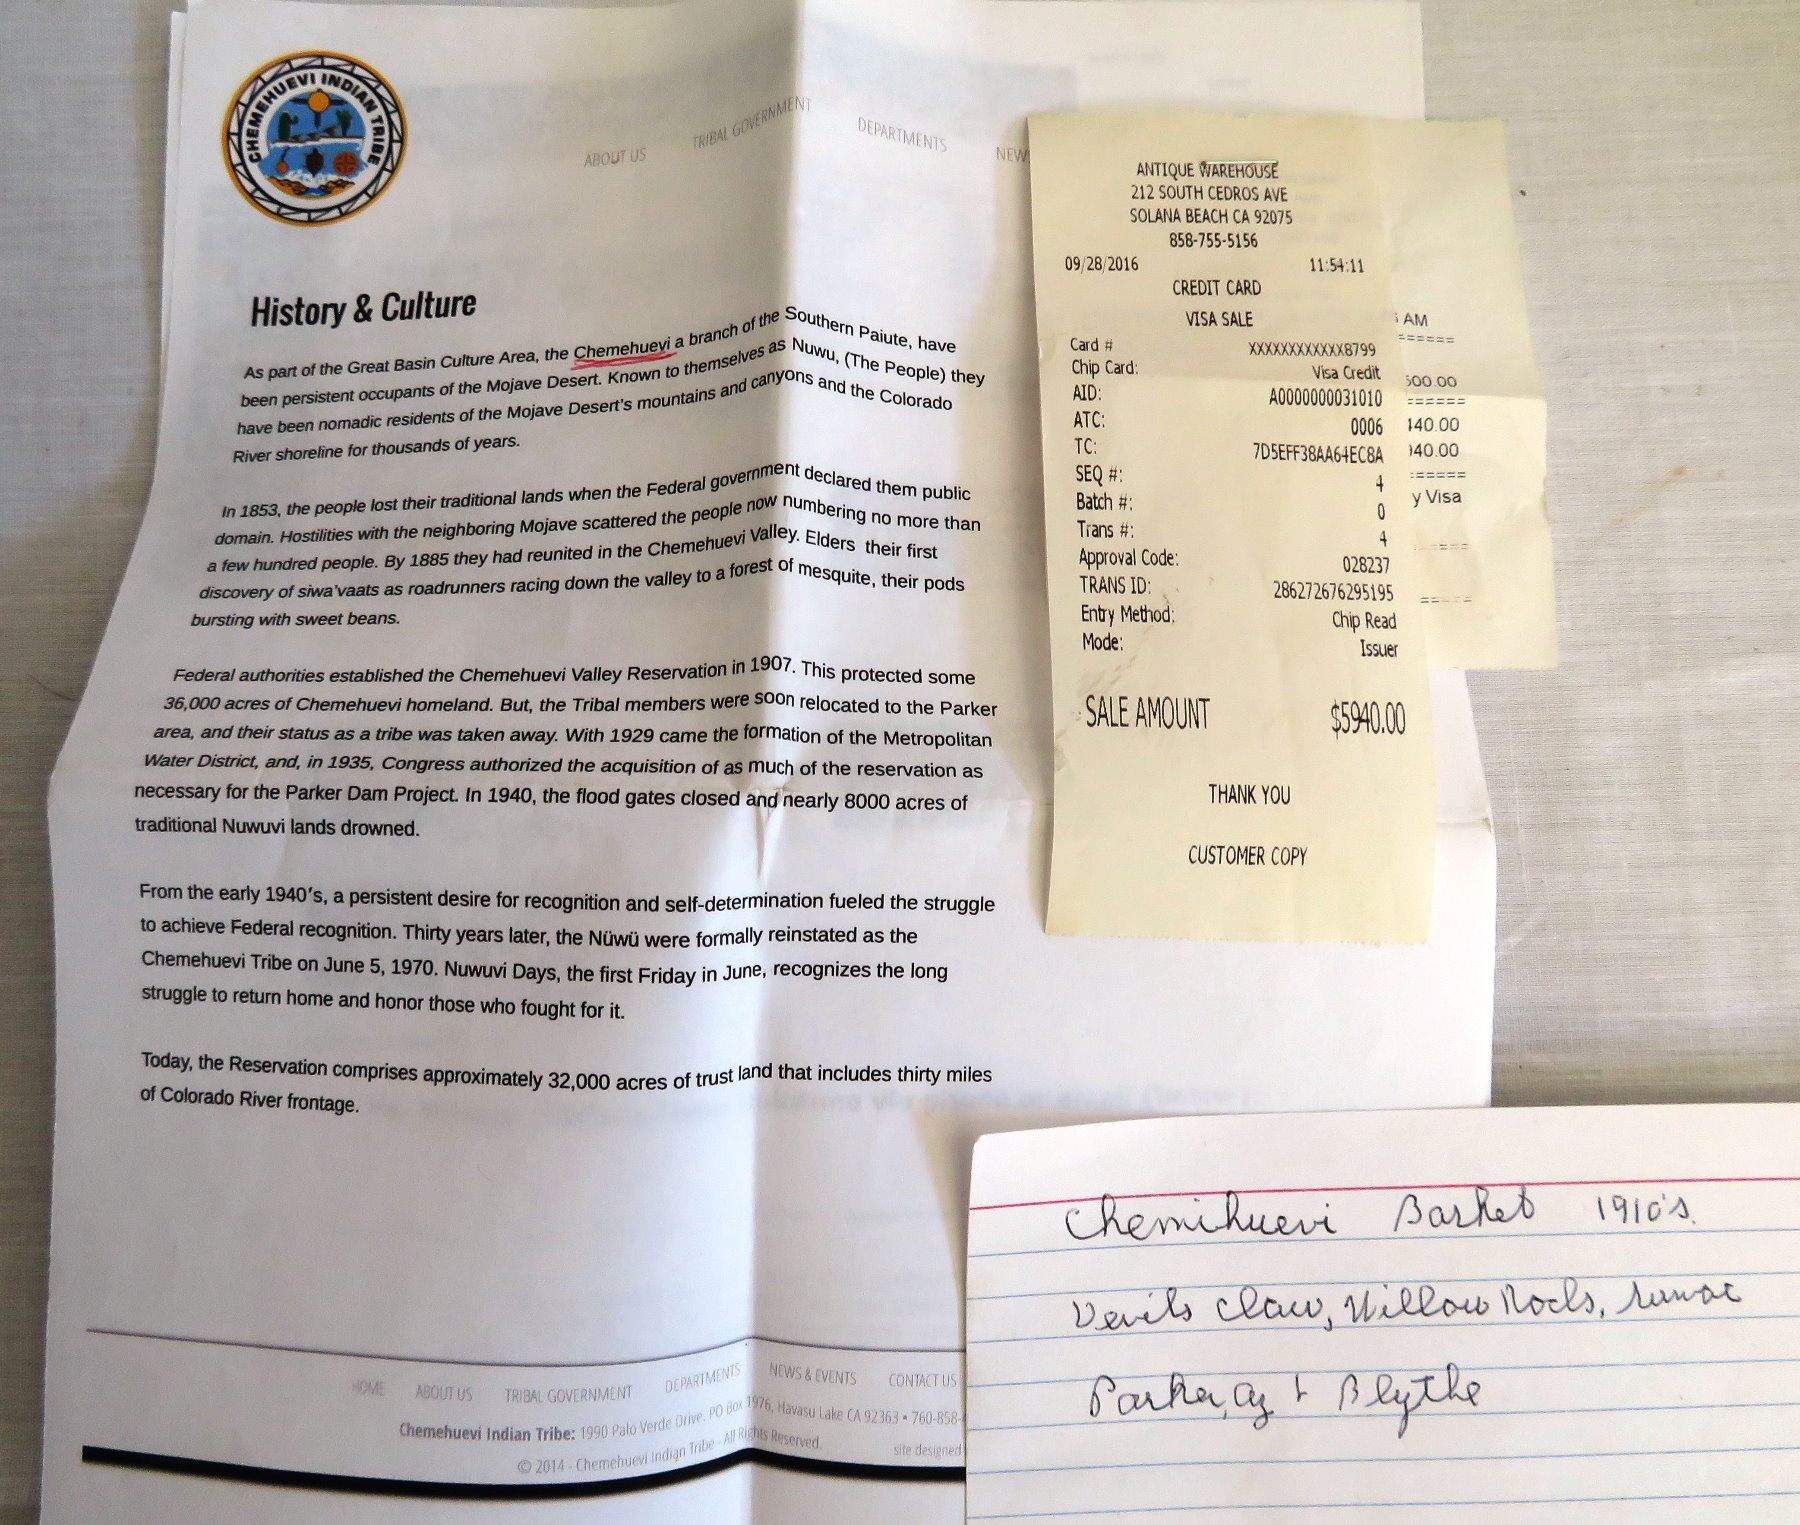 CHEMEHUEVI INDIAN TRIBE
ABOUT US TRIBAL GOVERNMENT DEPARTMENTS NEW
History & Culture
As part of the Great Basin Culture Area, the Chemehuevi a branch of the Southern Paiute, have
been persistent occupants of the Mojave Desert. Known to themselves as Nuwu, (The People) they
have been nomadic residents of the Mojave Desert's mountains and canyons and the Colorado
River shoreline for thousands of years.
In 1853, the people lost their traditional lands when the Federal government declared them public
domain. Hostilities with the neighboring Mojave scattered the people now numbering no more than
a few hundred people. By 1885 they had reunited in the Chemehuevi Valley. Elders their first
discovery of siwa'vaats as roadrunners racing down the valley to a forest of mesquite, their pods
bursting with sweet beans.
Federal authorities established the Chemehuevi Valley Reservation in 1907. This protected some
36,000 acres of Chemehuevi homeland. But, the Tribal members were soon relocated to the Parker
area, and their status as a tribe was taken away. With 1929 came the formation of the Metropolitan
Water District, and, in 1935, Congress authorized the acquisition of as much of the reservation as
necessary for the Parker Dam Project. In 1940, the flood gates closed and nearly 8000 acres of
traditional Nuwuvi lands drowned.
From the early 1940's, a persistent desire for recognition and self-determination fueled the struggle
to achieve Federal recognition. Thirty years later, the Nüwü were formally reinstated as the
Chemehuevi Tribe on June 5, 1970. Nuwuvi Days, the first Friday in June, recognizes the long
struggle to return home and honor those who fought for it.
Today, the Reservation comprises approximately 32,000 acres of trust land that includes thirty miles
of Colorado River frontage.
HOME ABOUT US TRIBAL GOVERNMENT DEPARTMENTS NEWS & EVENTS CONTACT US
Chemehuevi Indian Tribe: 1990 Palo Verde Drive. PO Box 1976, Havasu Lake CA 92363 • 760-858-
© 2014 - Chemehuevi Indian Tribe - All Rights Reserved. site designed
ANTIQUE WAREHOUSE
212 SOUTH CEDROS AVE
SOLANA BEACH CA 92075
858-755-5156
09/28/2016 11:54:11
CREDIT CARD
VISA SALE
Card # XXXXXXXXXXXX8799
Chip Card: Visa Credit
AID: A0000000031010
ATC: 0006
TC: 7D5EFF38AA64EC8A
SEQ #: 4
Batch #: 0
Trans #: 4
Approval Code: 028237
TRANS ID: 286272676295195
Entry Method: Chip Read
Mode: Issuer
SALE AMOUNT $5940.00
THANK YOU
CUSTOMER COPY
AM
======
500.00
======
440.00
940.00
======
y Visa
Chemihuevi Basket 1910's.
Devils Claw, Willow Rods, sumac
Parker, az & Blythe